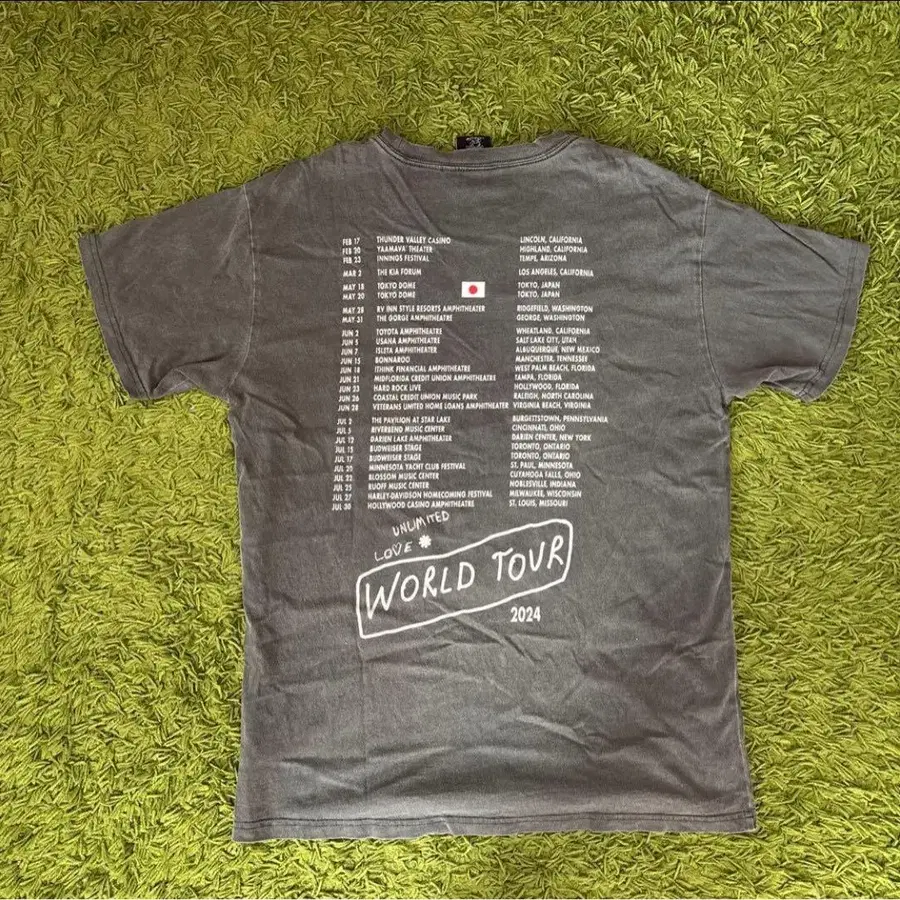 FEB 17 THUNDER VALLEY CASINO LINCOLN, CALIFORNIA
FEB 20 YAAMAVA' THEATER HIGHLAND, CALIFORNIA
FEB 23 INNINGS FESTIVAL TEMPE, ARIZONA
MAR 2 THE KIA FORUM LOS ANGELES, CALIFORNIA
MAY 18 TOKYO DOME TOKYO, JAPAN
MAY 20 TOKYO DOME TOKYO, JAPAN
MAY 28 RV INN STYLE RESORTS AMPHITHEATER RIDGEFIELD, WASHINGTON
MAY 31 THE GORGE AMPHITHEATRE GEORGE, WASHINGTON
JUN 2 TOYOTA AMPHITHEATRE WHEATLAND, CALIFORNIA
JUN 5 USANA AMPHITHEATRE SALT LAKE CITY, UTAH
JUN 7 ISLETA AMPHITHEATER ALBUQUERQUE, NEW MEXICO
JUN 15 BONNAROO MANCHESTER, TENNESSEE
JUN 18 ITHINK FINANCIAL AMPHITHEATRE WEST PALM BEACH, FLORIDA
JUN 21 MIDFLORIDA CREDIT UNION AMPHITHEATRE TAMPA, FLORIDA
JUN 23 HARD ROCK LIVE HOLLYWOOD, FLORIDA
JUN 26 COASTAL CREDIT UNION MUSIC PARK RALEIGH, NORTH CAROLINA
JUN 28 VETERANS UNITED HOME LOANS AMPHITHEATER VIRGINIA BEACH, VIRGINIA
JUL 2 THE PAVILION AT STAR LAKE BURGETTSTOWN, PENNSYLVANIA
JUL 5 RIVERBEND MUSIC CENTER CINCINNATI, OHIO
JUL 12 DARIEN LAKE AMPHITHEATER DARIEN CENTER, NEW YORK
JUL 15 BUDWEISER STAGE TORONTO, ONTARIO
JUL 17 BUDWEISER STAGE TORONTO, ONTARIO
JUL 20 MINNESOTA YACHT CLUB FESTIVAL ST. PAUL, MINNESOTA
JUL 22 BLOSSOM MUSIC CENTER CUYAHOGA FALLS, OHIO
JUL 25 RUOFF MUSIC CENTER NOBLESVILLE, INDIANA
JUL 27 HARLEY-DAVIDSON HOMECOMING FESTIVAL MILWAUKEE, WISCONSIN
JUL 30 HOLLYWOOD CASINO AMPHITHEATRE ST. LOUIS, MISSOURI
UNLIMITED
LOVE
WORLD TOUR
2024